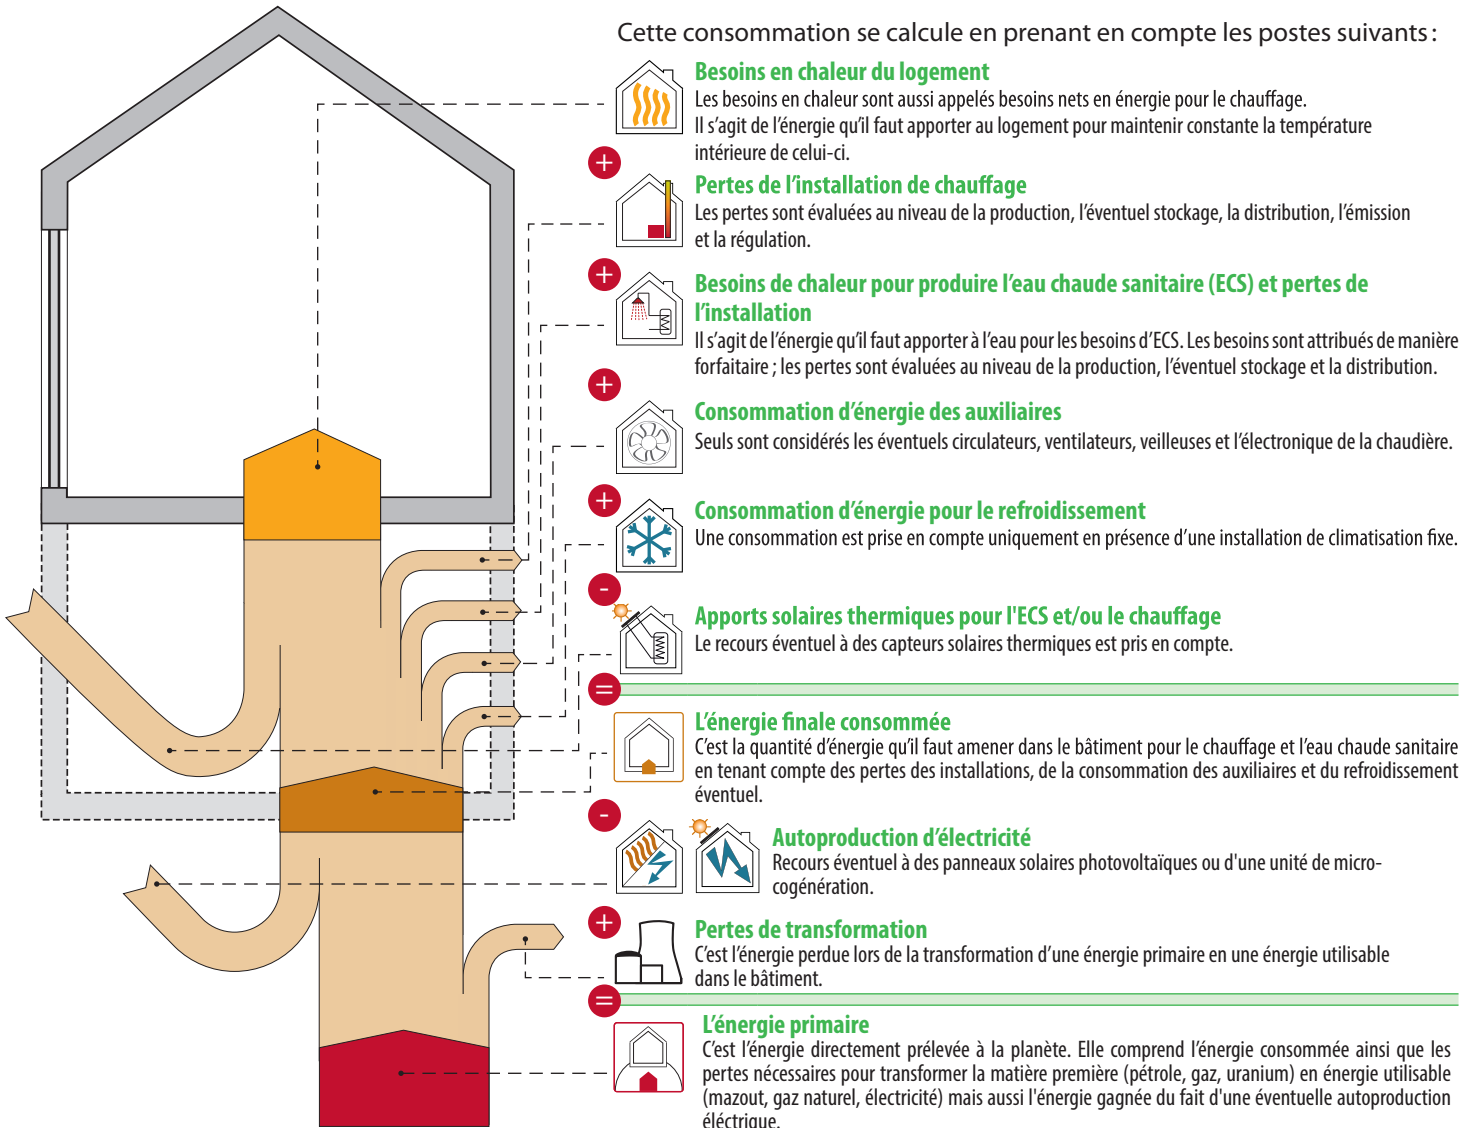 Cette consommation se calcule en prenant en compte les postes suivants :
Besoins en chaleur du logement
Les besoins en chaleur sont aussi appelés besoins nets en énergie pour le chauffage.
Il s’agit de l’énergie qu’il faut apporter au logement pour maintenir constante la température
intérieure de celui-ci.
+
Pertes de l’installation de chauffage
Les pertes sont évaluées au niveau de la production, l’éventuel stockage, la distribution, l’émission
et la régulation.
+
Besoins de chaleur pour produire l’eau chaude sanitaire (ECS) et pertes de
l’installation
Il s’agit de l’énergie qu’il faut apporter à l’eau pour les besoins d’ECS. Les besoins sont attribués de manière
forfaitaire ; les pertes sont évaluées au niveau de la production, l’éventuel stockage et la distribution.
+
Consommation d’énergie des auxiliaires
Seuls sont considérés les éventuels circulateurs, ventilateurs, veilleuses et l’électronique de la chaudière.
+
Consommation d’énergie pour le refroidissement
Une consommation est prise en compte uniquement en présence d’une installation de climatisation fixe.
-
Apports solaires thermiques pour l'ECS et/ou le chauffage
Le recours éventuel à des capteurs solaires thermiques est pris en compte.
=
L’énergie finale consommée
C’est la quantité d’énergie qu’il faut amener dans le bâtiment pour le chauffage et l’eau chaude sanitaire
en tenant compte des pertes des installations, de la consommation des auxiliaires et du refroidissement
éventuel.
-
Autoproduction d’électricité
Recours éventuel à des panneaux solaires photovoltaïques ou d'une unité de micro-
cogénération.
+
Pertes de transformation
C’est l’énergie perdue lors de la transformation d’une énergie primaire en une énergie utilisable
dans le bâtiment.
=
L’énergie primaire
C’est l’énergie directement prélevée à la planète. Elle comprend l’énergie consommée ainsi que les
pertes nécessaires pour transformer la matière première (pétrole, gaz, uranium) en énergie utilisable
(mazout, gaz naturel, électricité) mais aussi l'énergie gagnée du fait d'une éventuelle autoproduction
éléctrique.